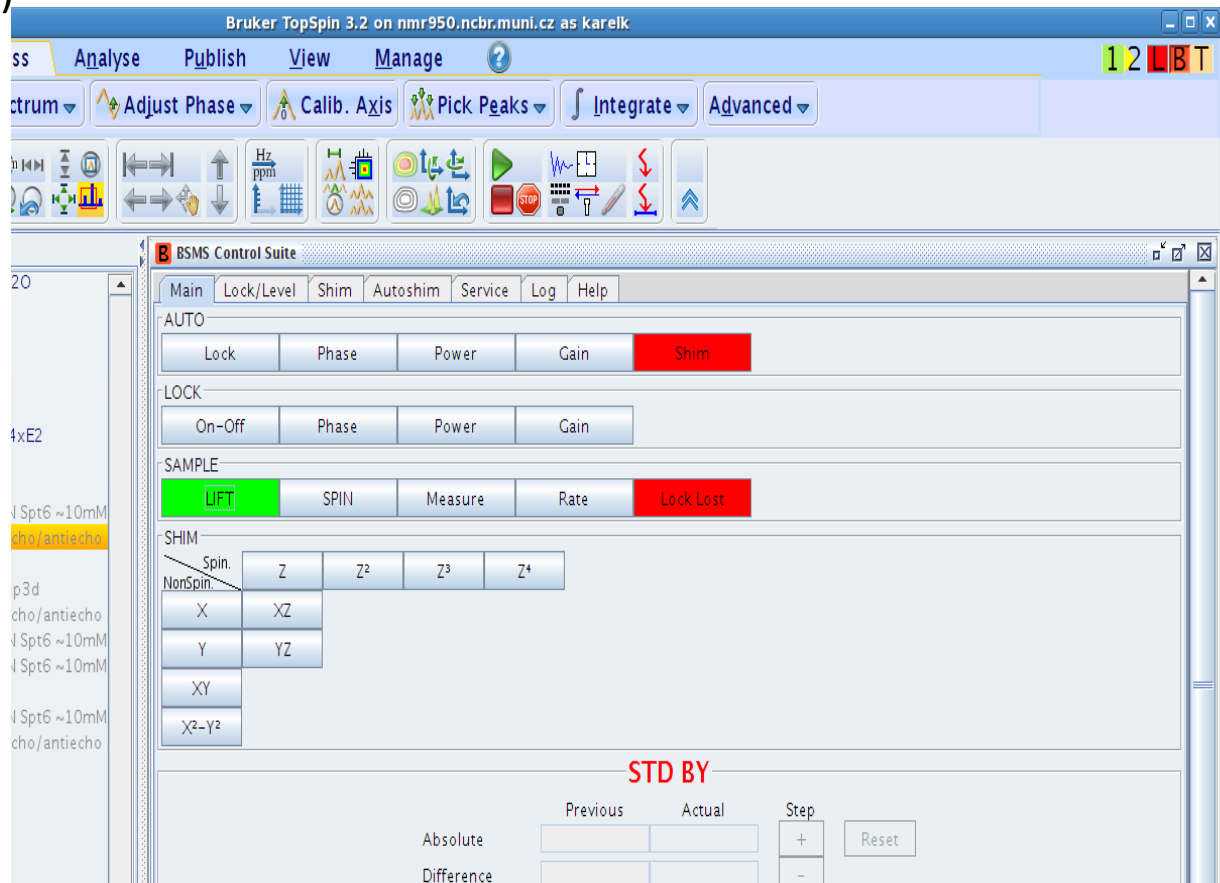 )
Bruker TopSpin 3.2 on nmr950.ncbr.muni.cz as karelk
ss Analyse Publish View Manage ? 1 2 L B T
ctrum Adjust Phase Calib. Axis Pick Peaks Integrate Advanced
Hz
ppm
STOP
B BSMS Control Suite
2O
Main Lock/Level Shim Autoshim Service Log Help
AUTO
Lock Phase Power Gain Shim
LOCK
On-Off Phase Power Gain
4xE2
SAMPLE
LIFT SPIN Measure Rate Lock Lost
N Spt6 ~10mM
cho/antiecho
SHIM
Spin.
NonSpin.
Z Z² Z³ Z⁴
p3d
X XZ
cho/antiecho
N Spt6 ~10mM
Y YZ
N Spt6 ~10mM
XY
N Spt6 ~10mM
X²-Y²
cho/antiecho
STD BY
Previous Actual Step
Absolute + Reset
Difference -